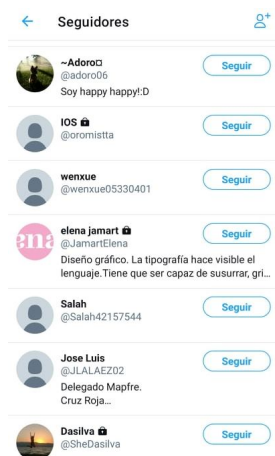 Seguidores
~Adoro□
@adoro06
Seguir
Soy happy happy!:D
IOS
@oromistta
Seguir
wenxue
@wenxue05330401
Seguir
ena
elena jamart
@JamartElena
Seguir
Diseño gráfico. La tipografía hace visible el
lenguaje.Tiene que ser capaz de susurrar, gri...
Salah
@Salah42157544
Seguir
Jose Luis
@JLALAEZ02
Seguir
Delegado Mapfre.
Cruz Roja...
Dasilva
@SheDasilva
Seguir